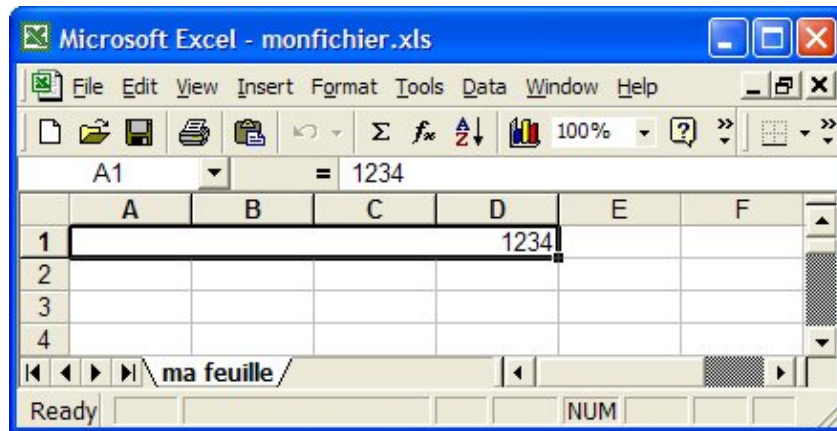 Microsoft Excel - monfichier.xls
File Edit View Insert Format Tools Data Window Help
Σ fx A Z 100% ? » »
A1 = 1234
A B C D E F
1 1234
2
3
4
ma feuille
Ready NUM